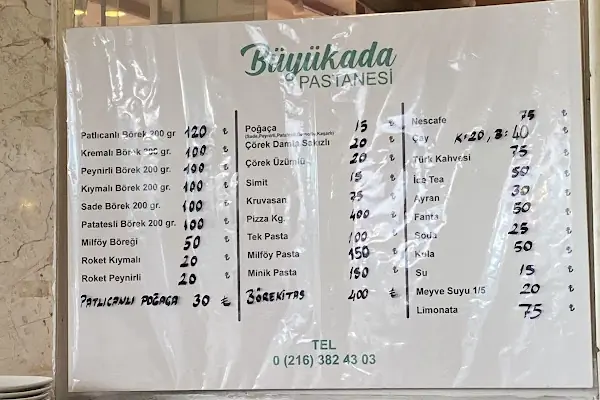 Büyükada
PASTANESİ
Patlıcanlı Börek 200 gr. 120 ₺
Kremalı Börek 200 gr. 100 ₺
Peynirli Börek 200 gr. 100 ₺
Kıymalı Börek 200 gr. 100 ₺
Sade Börek 200 gr. 100 ₺
Patatesli Börek 200 gr. 100 ₺
Milföy Böreği 50 ₺
Roket Kıymalı 20 ₺
Roket Peynirli 20 ₺
PATLICANLI POĞAÇA 30 ₺
Poğaça 15 ₺
Çörek Damla Sakızlı 20 ₺
Çörek Üzümlü 20 ₺
Simit 15 ₺
Kruvasan 75 ₺
Pizza Kg. 400 ₺
Tek Pasta 100 ₺
Milföy Pasta 150 ₺
Minik Pasta 150 ₺
BÖREKİTAŞ 400 ₺
Nescafe 75 ₺
Çay K:20, B:40 ₺
Türk Kahvesi 75 ₺
İce Tea 50 ₺
Ayran 30 ₺
Fanta 50 ₺
Soda 25 ₺
Kola 50 ₺
Su 15 ₺
Meyve Suyu 1/5 20 ₺
Limonata 75 ₺
TEL
0 (216) 382 43 03